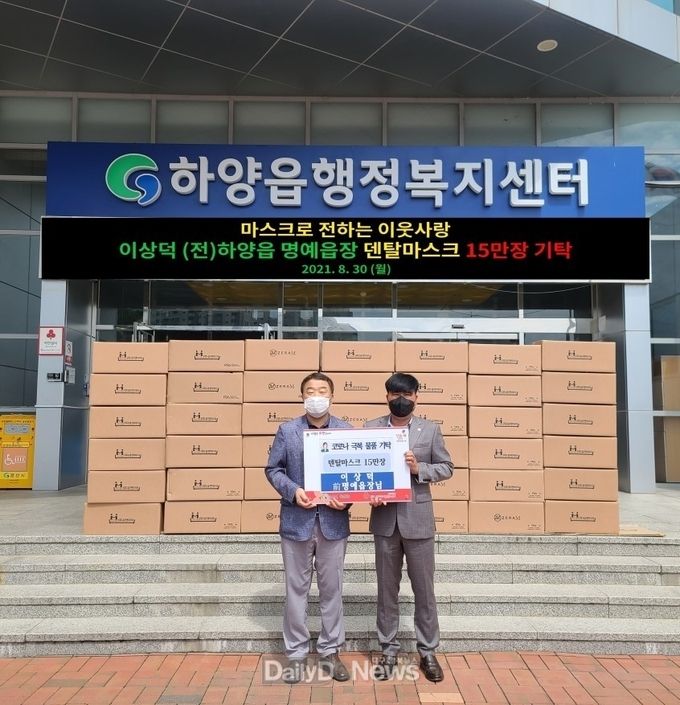 하양읍행정복지센터
마스크로 전하는 이웃사랑
이상덕 (전)하양읍 명예읍장 덴탈마스크 15만장 기탁
2021. 8. 30 (월)
ZERASE
코로나 극복 물품 기탁
덴탈마스크 15만장
이 상 덕
前명예읍장님
DailyD News